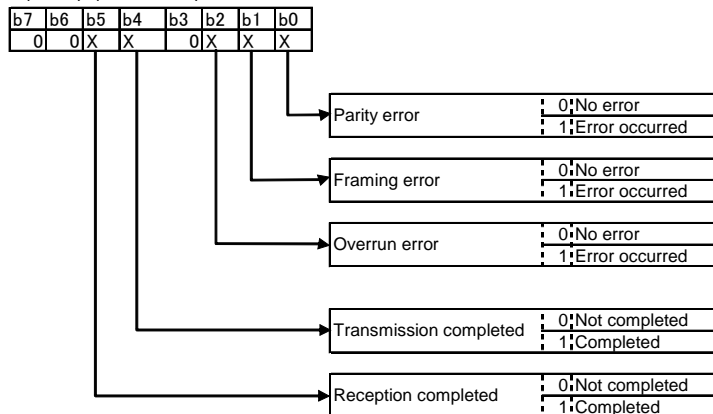 b7 b6 b5 b4 b3 b2 b1 b0
0 0 X X 0 X X X
Parity error
0 No error
1 Error occurred
Framing error
0 No error
1 Error occurred
Overrun error
0 No error
1 Error occurred
Transmission completed
0 Not completed
1 Completed
Reception completed
0 Not completed
1 Completed